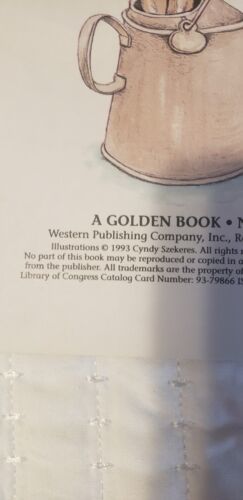 A GOLDEN BOOK •
Western Publishing Company, Inc.,
Illustrations © 1993 Cyndy Szekeres. All rights
No part of this book may be reproduced or copied in
from the publisher. All trademarks are the property of
Library of Congress Catalog Card Number: 93-79866